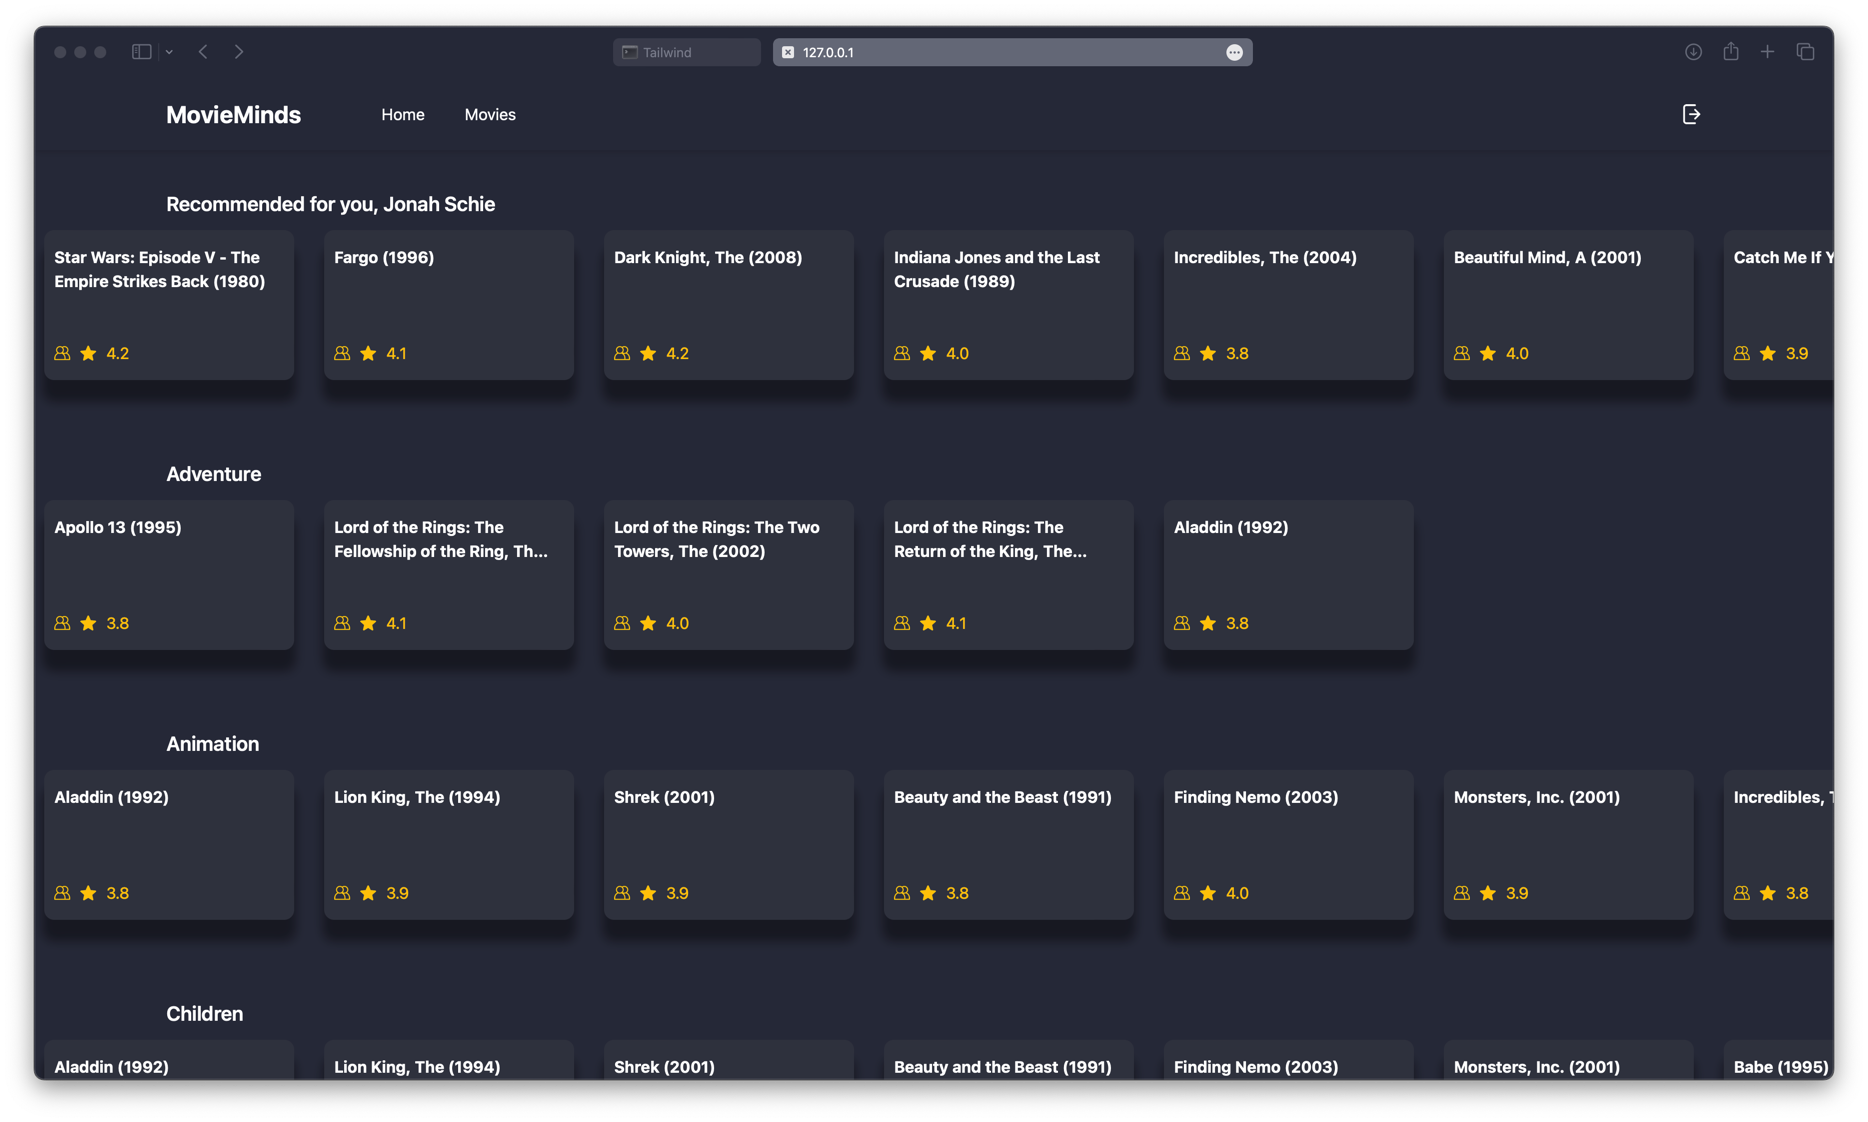 Tailwind
127.0.0.1
MovieMinds
Home
Movies
Recommended for you, Jonah Schie
Star Wars: Episode V - The
Empire Strikes Back (1980)
4.2
Fargo (1996)
4.1
Dark Knight, The (2008)
4.2
Indiana Jones and the Last
Crusade (1989)
4.0
Incredibles, The (2004)
3.8
Beautiful Mind, A (2001)
4.0
Catch Me If Y
3.9
Adventure
Apollo 13 (1995)
3.8
Lord of the Rings: The
Fellowship of the Ring, Th...
4.1
Lord of the Rings: The Two
Towers, The (2002)
4.0
Lord of the Rings: The
Return of the King, The...
4.1
Aladdin (1992)
3.8
Animation
Aladdin (1992)
3.8
Lion King, The (1994)
3.9
Shrek (2001)
3.9
Beauty and the Beast (1991)
3.8
Finding Nemo (2003)
4.0
Monsters, Inc. (2001)
3.9
Incredibles, T
3.8
Children
Aladdin (1992)
Lion King, The (1994)
Shrek (2001)
Beauty and the Beast (1991)
Finding Nemo (2003)
Monsters, Inc. (2001)
Babe (1995)